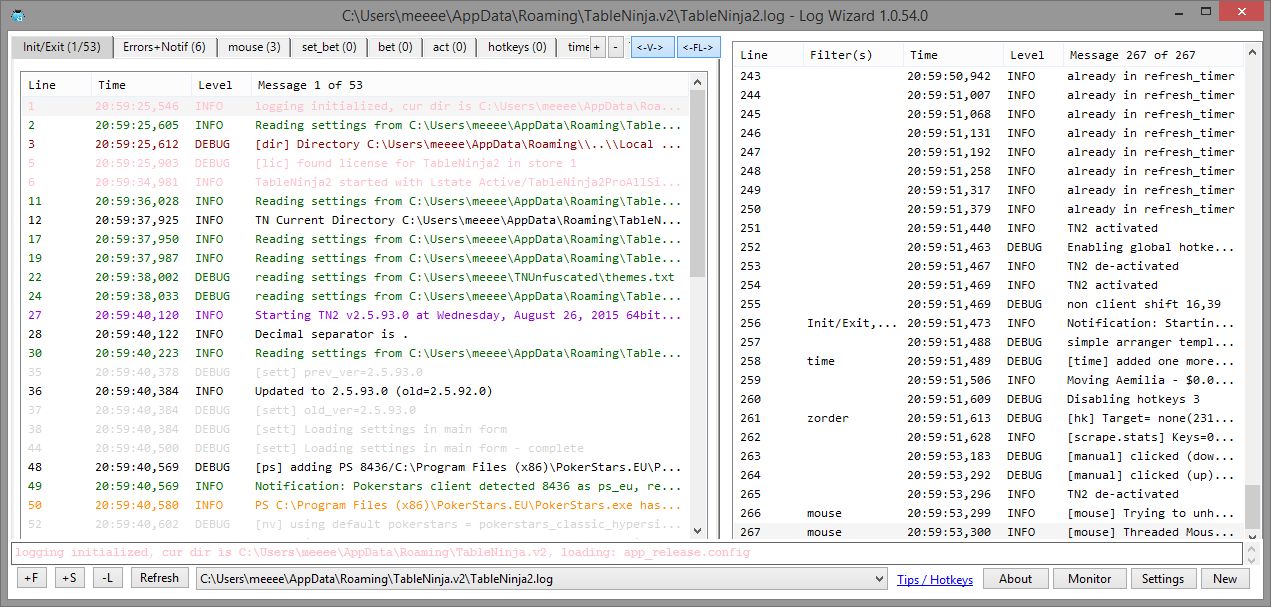 C:\Users\meeee\AppData\Roaming\TableNinja.v2\TableNinja2.log - Log Wizard 1.0.54.0
Init/Exit (1/53) Errors+Notif (6) mouse (3) set_bet (0) bet (0) act (0) hotkeys (0) time + - <-V-> <-FL->
Line Time Level Message 1 of 53
1 20:59:25,546 INFO logging initialized, cur dir is C:\Users\meeee\AppData\Roa...
2 20:59:25,605 INFO Reading settings from C:\Users\meeee\AppData\Roaming\Table...
3 20:59:25,612 DEBUG [dir] Directory C:\Users\meeee\AppData\Roaming\\..\\Local ...
5 20:59:25,903 DEBUG [lic] found license for TableNinja2 in store 1
6 20:59:34,981 INFO TableNinja2 started with Lstate Active/TableNinja2ProAllSi...
11 20:59:36,028 INFO Reading settings from C:\Users\meeee\AppData\Roaming\Table...
12 20:59:37,925 INFO TN Current Directory C:\Users\meeee\AppData\Roaming\TableN...
17 20:59:37,950 INFO Reading settings from C:\Users\meeee\AppData\Roaming\Table...
19 20:59:37,987 INFO Reading settings from C:\Users\meeee\AppData\Roaming\Table...
22 20:59:38,002 DEBUG reading settings from C:\Users\meeee\TNUnfuscated\themes.txt
24 20:59:38,033 DEBUG reading settings from C:\Users\meeee\AppData\Roaming\Table...
27 20:59:40,120 INFO Starting TN2 v2.5.93.0 at Wednesday, August 26, 2015 64bit...
28 20:59:40,122 INFO Decimal separator is .
30 20:59:40,223 INFO Reading settings from C:\Users\meeee\AppData\Roaming\Table...
35 20:59:40,378 DEBUG [sett] prev_ver=2.5.93.0
36 20:59:40,384 INFO Updated to 2.5.93.0 (old=2.5.92.0)
37 20:59:40,384 DEBUG [sett] old_ver=2.5.93.0
38 20:59:40,384 DEBUG [sett] Loading settings in main form
44 20:59:40,500 DEBUG [sett] Loading settings in main form - complete
48 20:59:40,569 DEBUG [ps] adding PS 8436/C:\Program Files (x86)\PokerStars.EU\P...
49 20:59:40,569 INFO Notification: Pokerstars client detected 8436 as ps_eu, re...
50 20:59:40,580 INFO PS C:\Program Files (x86)\PokerStars.EU\PokerStars.exe has...
52 20:59:40,602 DEBUG [nv] using default pokerstars = pokerstars_classic_hypersi...
Line Filter(s) Time Level Message 267 of 267
243 20:59:50,942 INFO already in refresh_timer
244 20:59:51,007 INFO already in refresh_timer
245 20:59:51,068 INFO already in refresh_timer
246 20:59:51,131 INFO already in refresh_timer
247 20:59:51,192 INFO already in refresh_timer
248 20:59:51,258 INFO already in refresh_timer
249 20:59:51,317 INFO already in refresh_timer
250 20:59:51,379 INFO already in refresh_timer
251 20:59:51,440 INFO TN2 activated
252 20:59:51,463 DEBUG Enabling global hotke...
253 20:59:51,467 INFO TN2 de-activated
254 20:59:51,469 INFO TN2 activated
255 20:59:51,469 DEBUG non client shift 16,39
256 Init/Exit,... 20:59:51,473 INFO Notification: Startin...
257 20:59:51,488 DEBUG simple arranger templ...
258 time 20:59:51,489 DEBUG [time] added one more...
259 20:59:51,506 INFO Moving Aemilia - $0.0...
260 20:59:51,609 DEBUG Disabling hotkeys 3
261 zorder 20:59:51,613 DEBUG [hk] Target= none(231...
262 20:59:51,628 INFO [scrape.stats] Keys=0...
263 20:59:53,183 DEBUG [manual] clicked (dow...
264 20:59:53,292 DEBUG [manual] clicked (up)...
265 20:59:53,296 INFO TN2 de-activated
266 mouse 20:59:53,299 INFO [mouse] Trying to unh...
267 mouse 20:59:53,300 INFO [mouse] Threaded Mous...
logging initialized, cur dir is C:\Users\meeee\AppData\Roaming\TableNinja.v2, loading: app_release.config
+F +S -L Refresh C:\Users\meeee\AppData\Roaming\TableNinja.v2\TableNinja2.log Tips / Hotkeys About Monitor Settings New